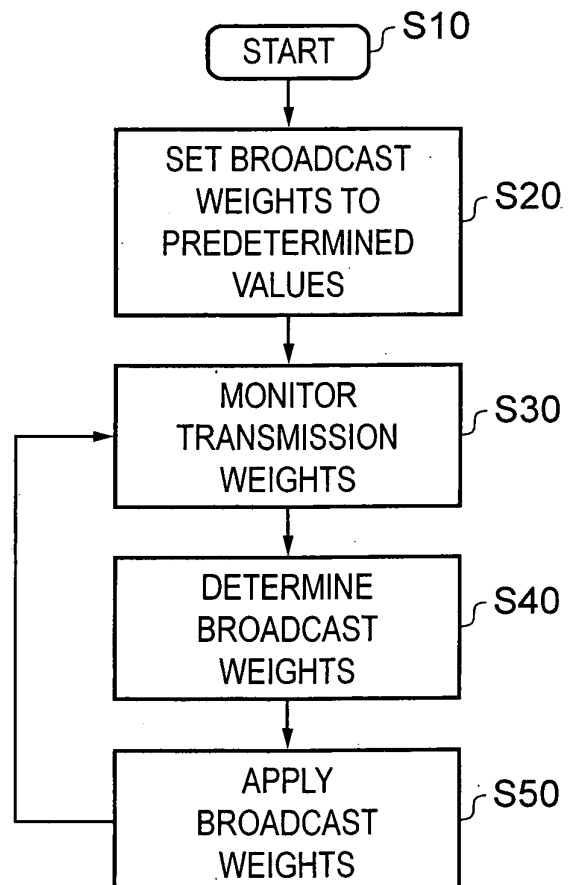 START
S10
SET BROADCAST
WEIGHTS TO
PREDETERMINED
VALUES
S20
MONITOR
TRANSMISSION
WEIGHTS
S30
DETERMINE
BROADCAST
WEIGHTS
S40
APPLY
BROADCAST
WEIGHTS
S50